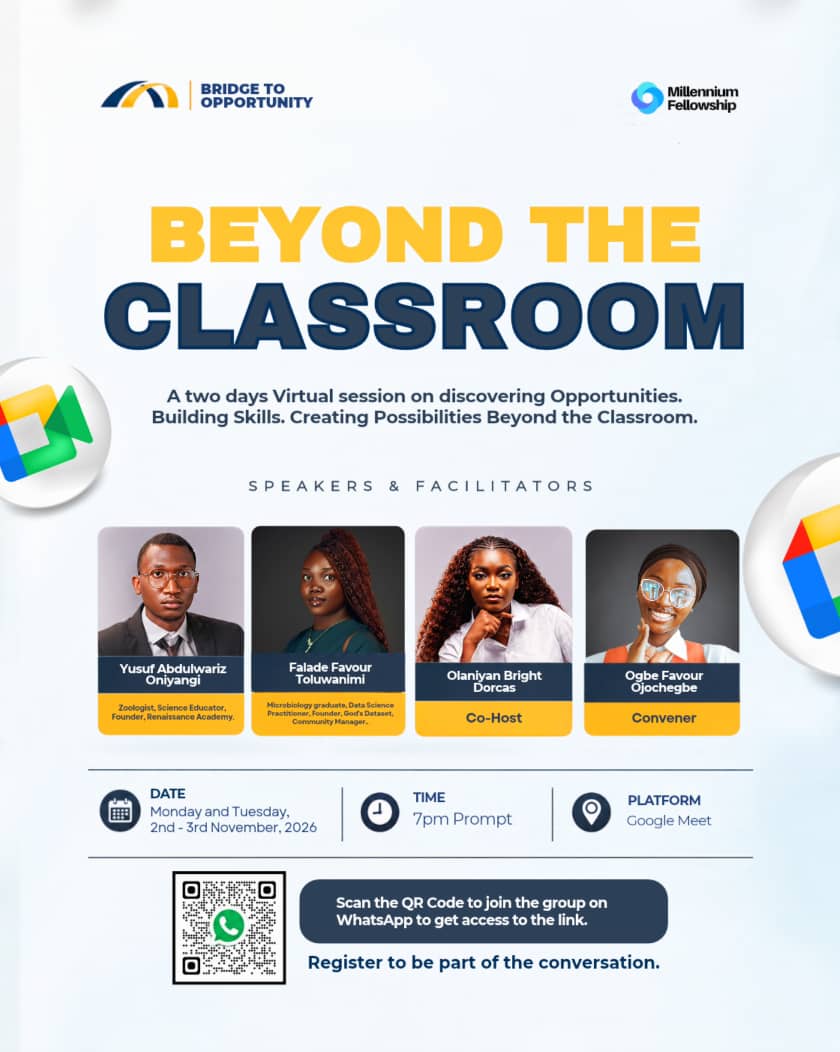 BRIDGE TO
OPPORTUNITY
Millennium
Fellowship
BEYOND THE
CLASSROOM
A two days Virtual session on discovering Opportunities.
Building Skills. Creating Possibilities Beyond the Classroom.
SPEAKERS & FACILITATORS
Yusuf Abdulwariz
Oniyangi
Zoologist, Science Educator,
Founder, Renaissance Academy.
Falade Favour
Toluwanimi
Microbiology graduate, Data Science
Practitioner, Founder, God's Dataset,
Community Manager..
Olaniyan Bright
Dorcas
Co-Host
Ogbe Favour
Ojochegbe
Convener
DATE
Monday and Tuesday,
2nd - 3rd November, 2026
TIME
7pm Prompt
PLATFORM
Google Meet
Scan the QR Code to join the group on
WhatsApp to get access to the link.
Register to be part of the conversation.